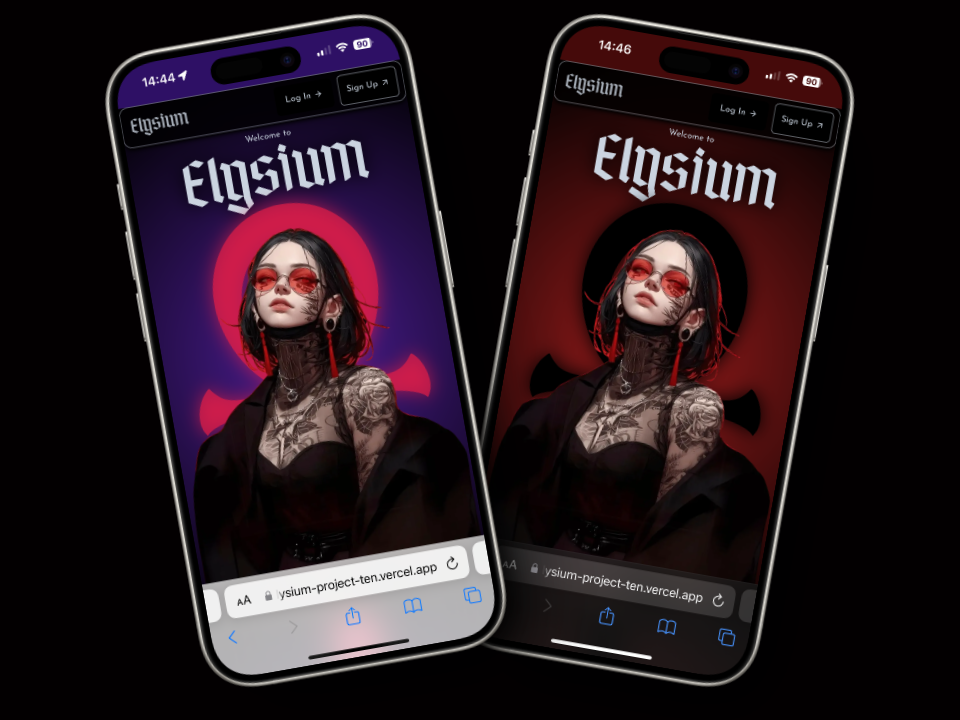 14:44
90
Elysium
Log In →
Sign Up ↗
Welcome to
Elysium
AA
ysium-project-ten.vercel.app
14:46
90
Elysium
Log In →
Sign Up ↗
Welcome to
Elysium
AA
ysium-project-ten.vercel.app